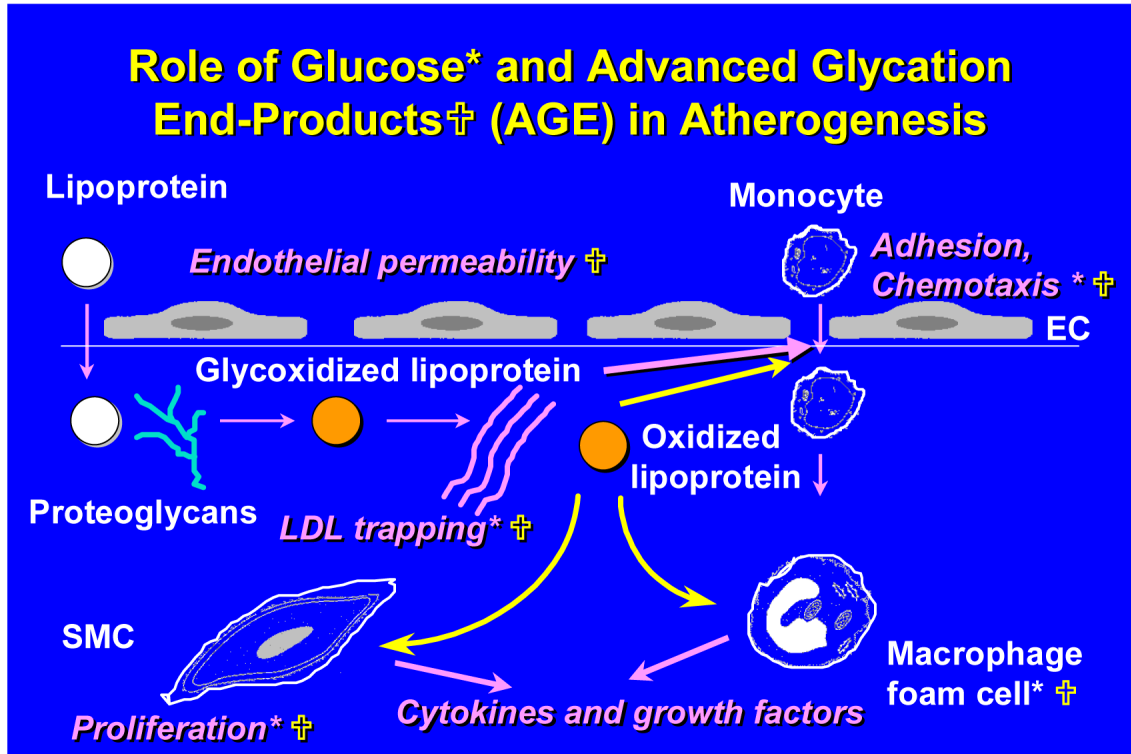 Role of Glucose* and Advanced Glycation
End-Products✞ (AGE) in Atherogenesis
Lipoprotein
Monocyte
Endothelial permeability ✞
Adhesion,
Chemotaxis * ✞
EC
Glycoxidized lipoprotein
Oxidized
lipoprotein
Proteoglycans
LDL trapping* ✞
SMC
Macrophage
foam cell* ✞
Proliferation* ✞
Cytokines and growth factors